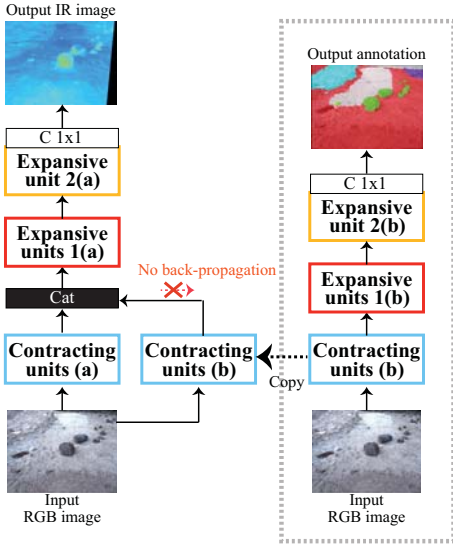 Output IR image
C 1x1
Expansive
unit 2(a)
Expansive
units 1(a)
No back-propagation
Cat
Contracting
units (a)
Contracting
units (b)
Input
RGB image
Output annotation
C 1x1
Expansive
unit 2(b)
Expansive
units 1(b)
Copy
Contracting
units (b)
Input
RGB image